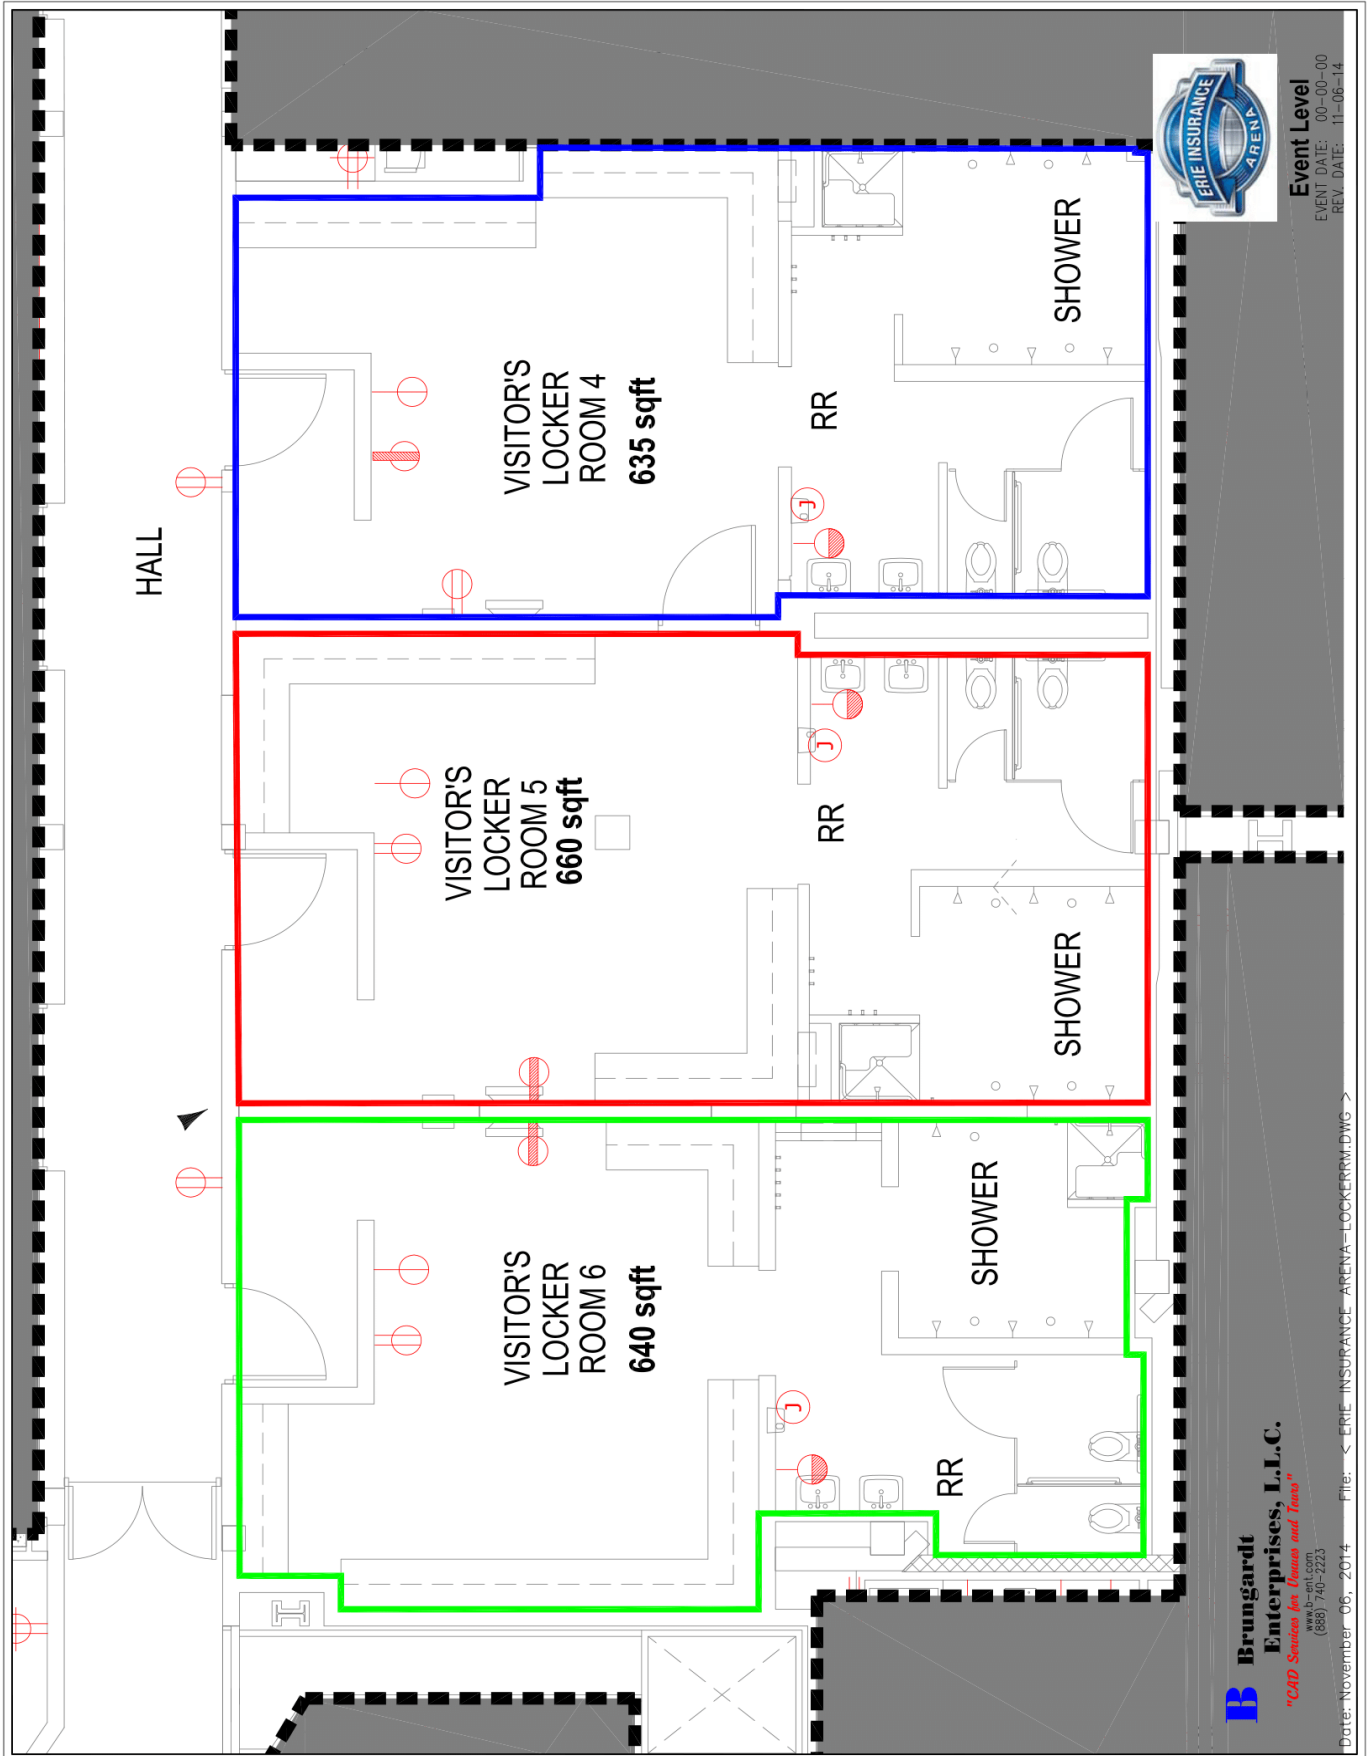 HALL
VISITOR'S
LOCKER
ROOM 6
640 sqft
SHOWER
RR
J
VISITOR'S
LOCKER
ROOM 5
660 sqft
RR
J
SHOWER
VISITOR'S
LOCKER
ROOM 4
635 sqft
RR
J
SHOWER
ERIE INSURANCE
ARENA
Event Level
EVENT DATE: 00-00-00
REV. DATE: 11-06-14
B Brungardt
Enterprises, L.L.C.
"CAD Services for Venues and Tours"
www.b-ent.com
(888) 740-2223
Date: November 06, 2014 File: < ERIE INSURANCE ARENA-LOCKERRM.DWG >